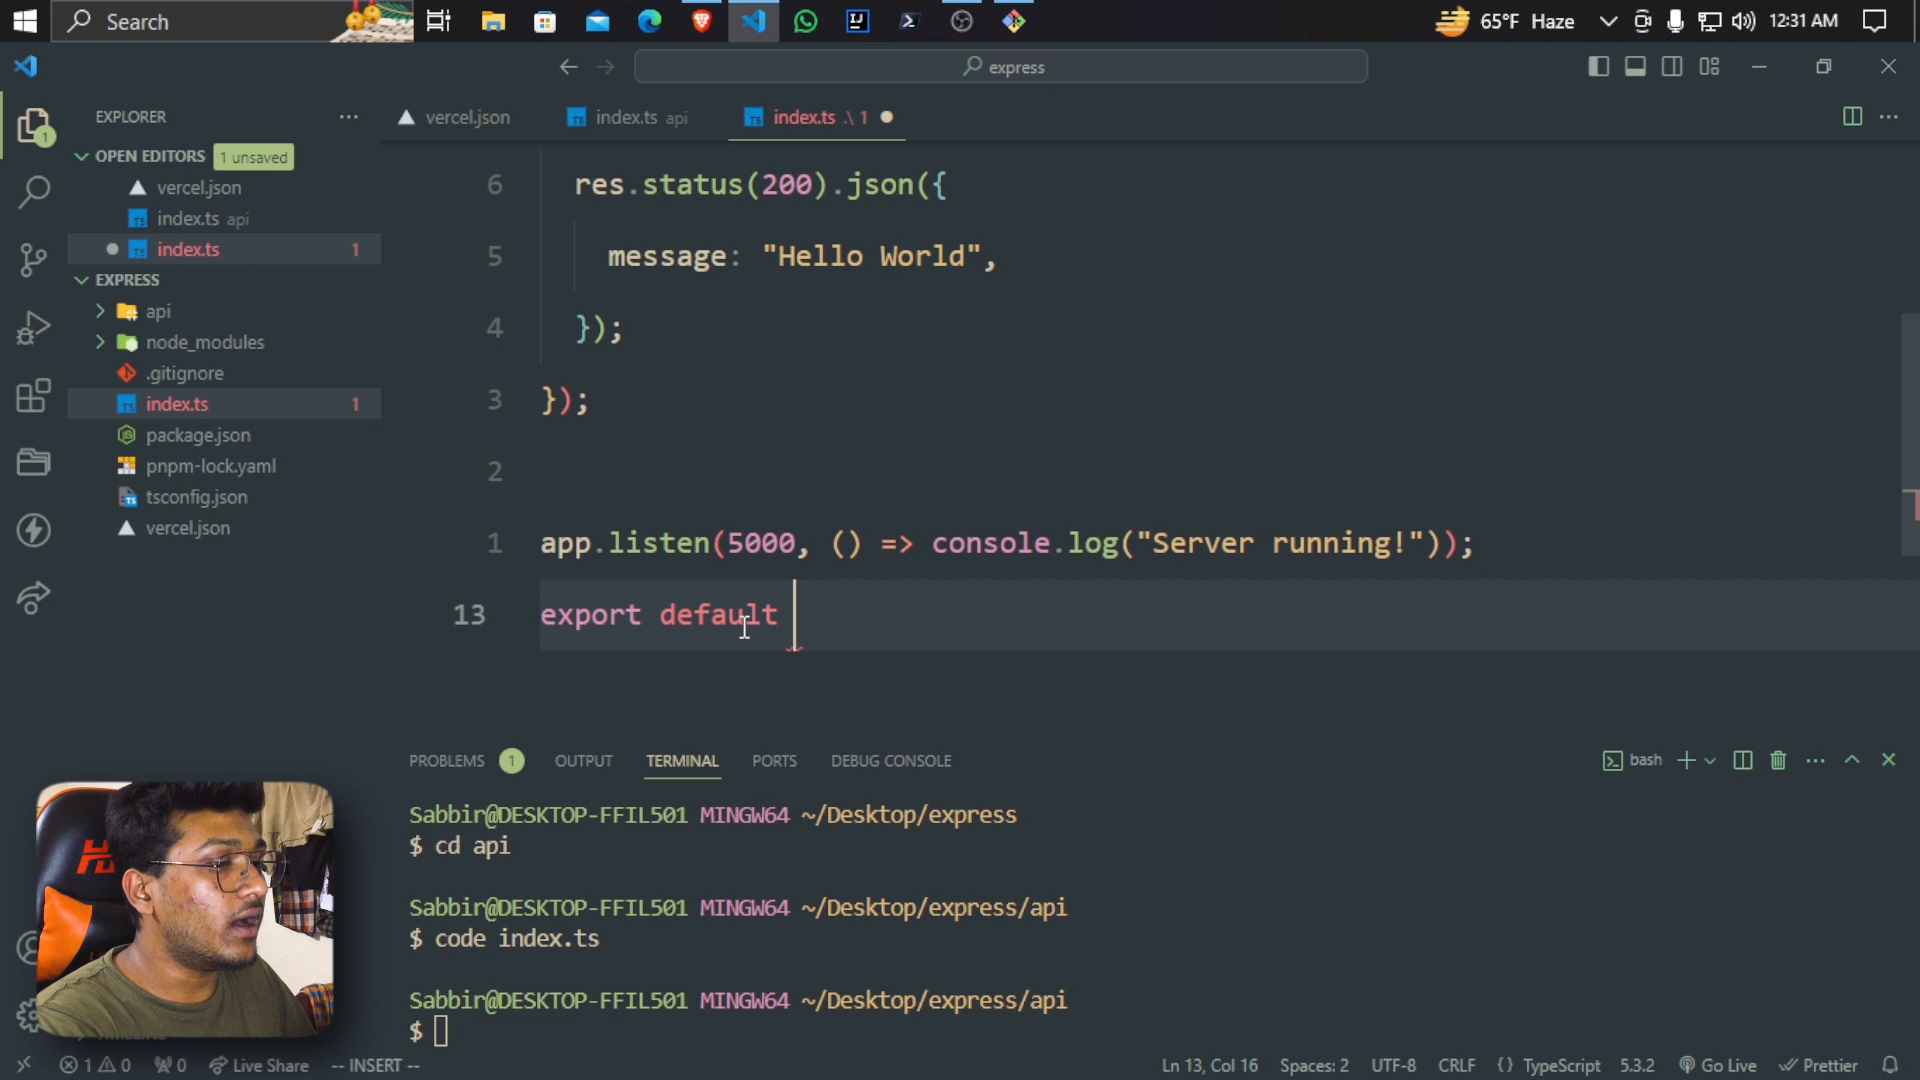 Search
65°F Haze
12:31 AM
express
EXPLORER
vercel.json
index.ts api
index.ts .\ 1
OPEN EDITORS
1 unsaved
vercel.json
index.ts api
index.ts 1
EXPRESS
api
node_modules
.gitignore
index.ts 1
package.json
pnpm-lock.yaml
tsconfig.json
vercel.json
6 res.status(200).json({
5 message: "Hello World",
4 });
3 });
2
1 app.listen(5000, () => console.log("Server running!"));
13 export default
PROBLEMS 1 OUTPUT TERMINAL PORTS DEBUG CONSOLE
bash
Sabbir@DESKTOP-FFIL501 MINGW64 ~/Desktop/express
$ cd api
Sabbir@DESKTOP-FFIL501 MINGW64 ~/Desktop/express/api
$ code index.ts
Sabbir@DESKTOP-FFIL501 MINGW64 ~/Desktop/express/api
$
1 0 0 Live Share -- INSERT --
Ln 13, Col 16 Spaces: 2 UTF-8 CRLF {} TypeScript 5.3.2 Go Live Prettier